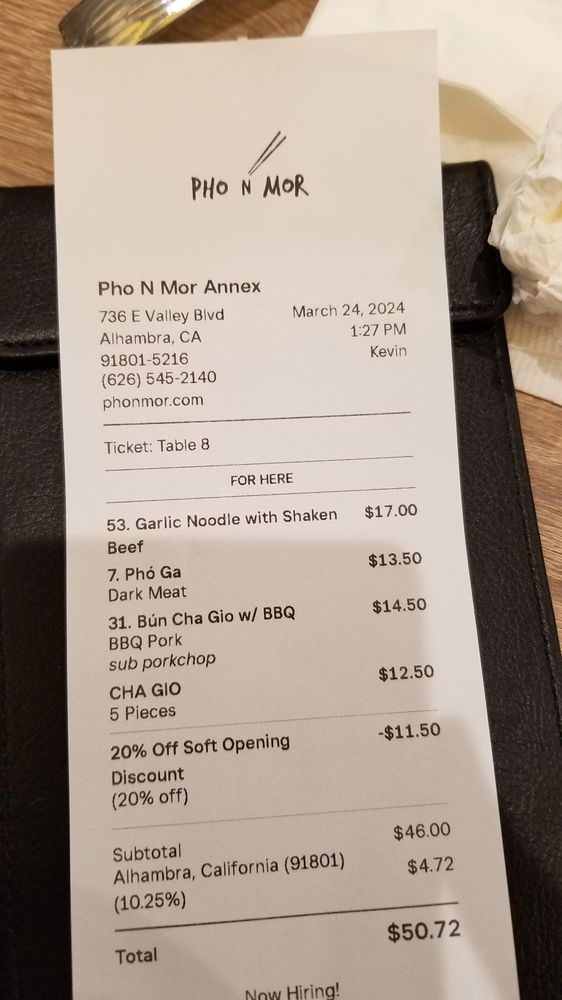 PHO N MOR
Pho N Mor Annex
736 E Valley Blvd March 24, 2024
Alhambra, CA 1:27 PM
91801-5216 Kevin
(626) 545-2140
phonmor.com
Ticket: Table 8
FOR HERE
53. Garlic Noodle with Shaken $17.00
Beef
7. Phó Ga $13.50
Dark Meat
31. Bún Cha Gio w/ BBQ $14.50
BBQ Pork
sub porkchop
CHA GIO $12.50
5 Pieces
20% Off Soft Opening -$11.50
Discount
(20% off)
Subtotal $46.00
Alhambra, California (91801) $4.72
(10.25%)
Total $50.72
Now Hiring!